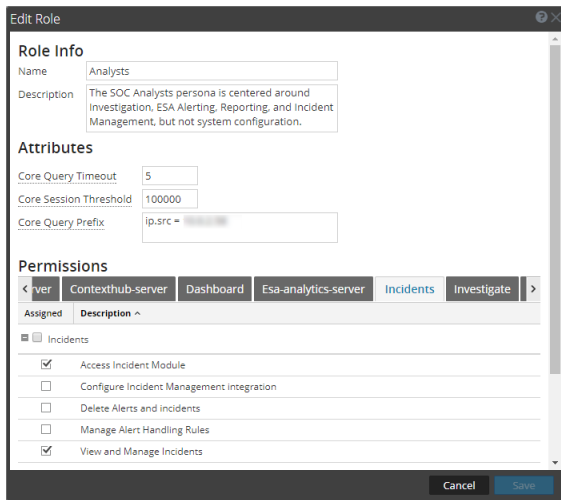 Edit Role
Role Info
Name Analysts
Description The SOC Analysts persona is centered around
Investigation, ESA Alerting, Reporting, and Incident
Management, but not system configuration.
Attributes
Core Query Timeout 5
Core Session Threshold 100000
Core Query Prefix ip.src =
Permissions
rver Contexthub-server Dashboard Esa-analytics-server Incidents Investigate
Assigned Description
Incidents
Access Incident Module
Configure Incident Management integration
Delete Alerts and incidents
Manage Alert Handling Rules
View and Manage Incidents
Cancel Save